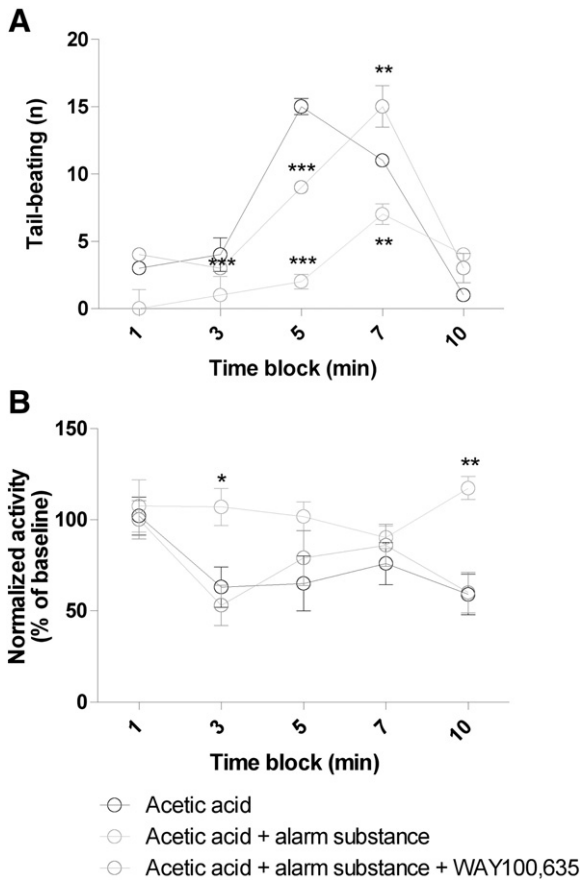 A
20
**
15
***
10
5
***
***
**
0
1
3
5
7
10
Tail-beating (n)
Time block (min)
B
150
*
**
100
50
0
1
3
5
7
10
Normalized activity
(% of baseline)
Time block (min)
Acetic acid
Acetic acid + alarm substance
Acetic acid + alarm substance + WAY100,635